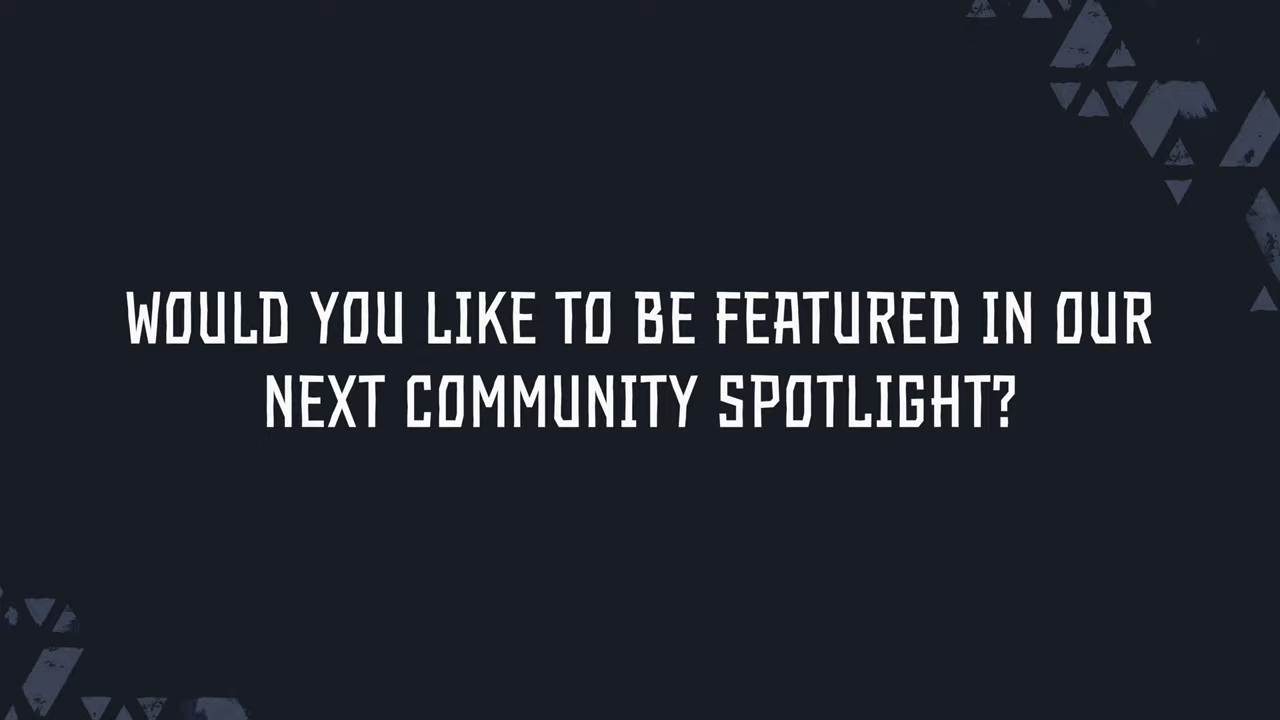 WOULD YOU LIKE TO BE FEATURED IN OUR
NEXT COMMUNITY SPOTLIGHT?